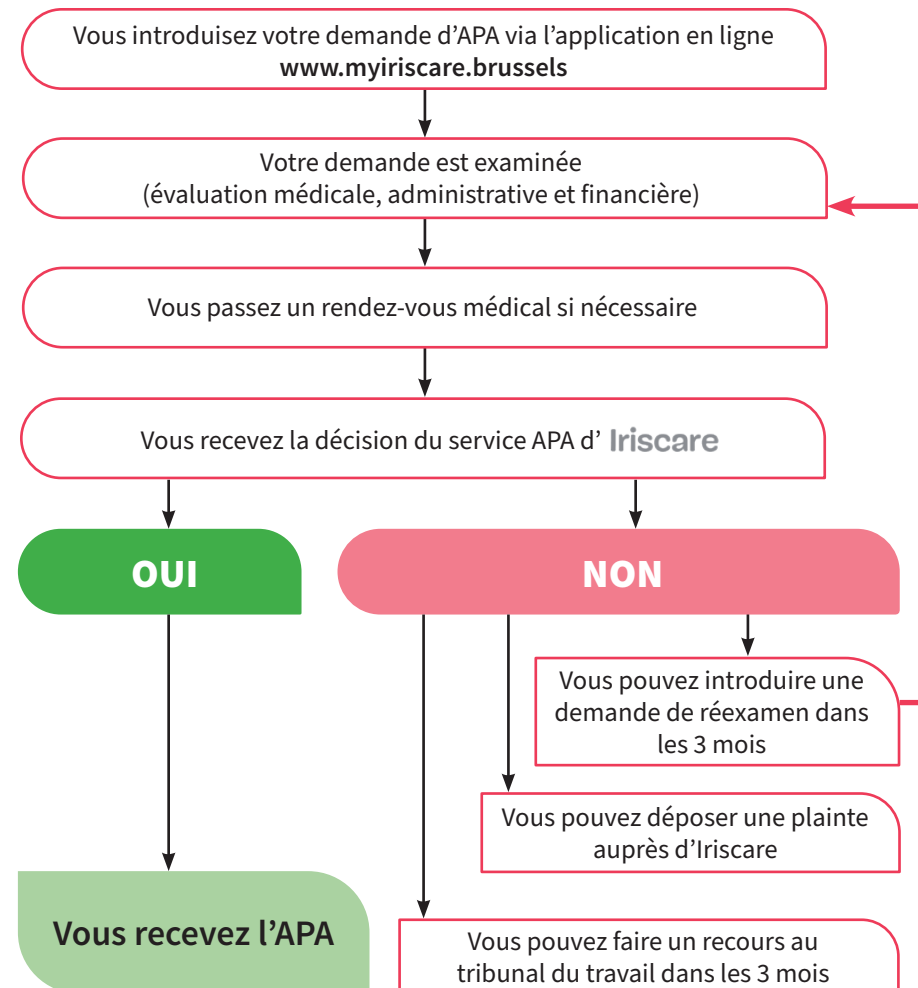 Vous introduisez votre demande d’APA via l’application en ligne
www.myiriscare.brussels
Votre demande est examinée
(évaluation médicale, administrative et financière)
Vous passez un rendez-vous médical si nécessaire
Vous recevez la décision du service APA d’ Iriscare
OUI
NON
Vous pouvez introduire une
demande de réexamen dans
les 3 mois
Vous pouvez déposer une plainte
auprès d’Iriscare
Vous recevez l’APA
Vous pouvez faire un recours au
tribunal du travail dans les 3 mois